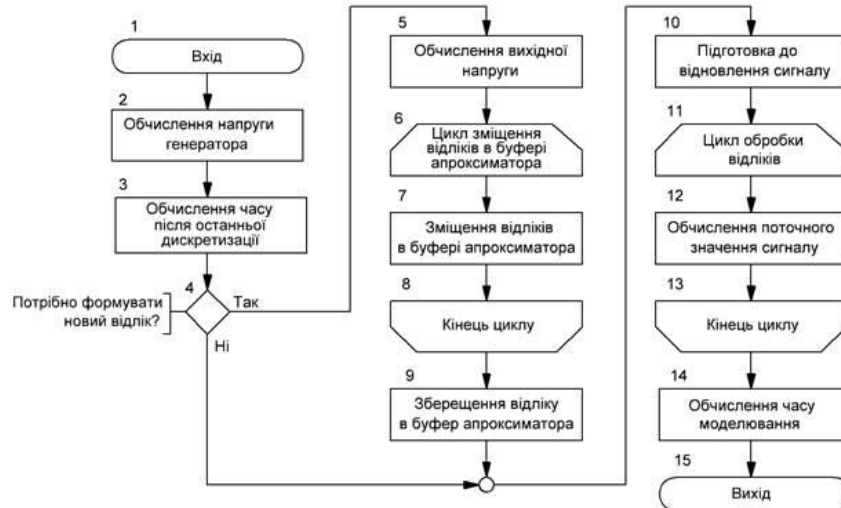 1
Вхід
2
Обчислення напруги
генератора
3
Обчислення часу
після останньої
дискретизації
4
Потрібно формувати
новий відлік?
Так
Ні
5
Обчислення вихідної
напруги
6
Цикл зміщення
відліків в буфері
апроксиматора
7
Зміщення відліків
в буфері апроксиматора
8
Кінець циклу
9
Зберещення відліку
в буфер апроксиматора
10
Підготовка до
відновлення сигналу
11
Цикл обробки
відліків
12
Обчислення поточного
значення сигналу
13
Кінець циклу
14
Обчислення часу
моделювання
15
Вихід